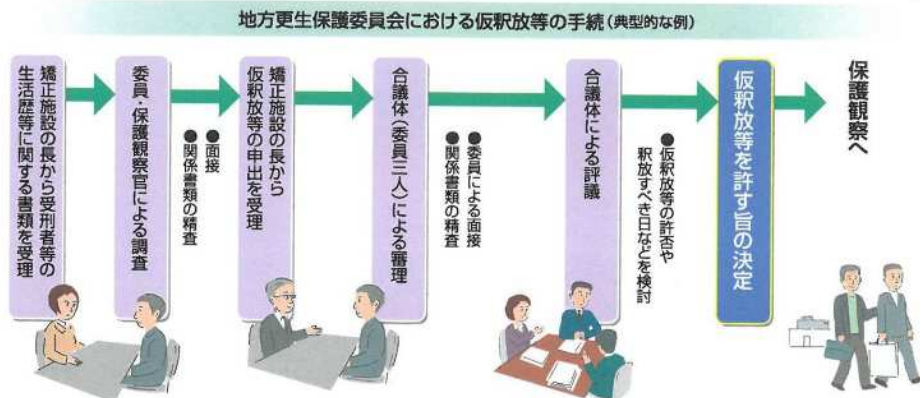 地方更生保護委員会における仮釈放等の手続(典型的な例)
矯正施設の長から受刑者等の
生活歴等に関する書類を受理
委員・保護観察官による調査
●面接
●関係書類の精査
矯正施設の長から
仮釈放等の申出を受理
合議体(委員三人)による審理
●委員による面接
●関係書類の精査
合議体による評議
●仮釈放等の許否や
釈放すべき日などを検討
仮釈放等を許す旨の決定
保護観察へ